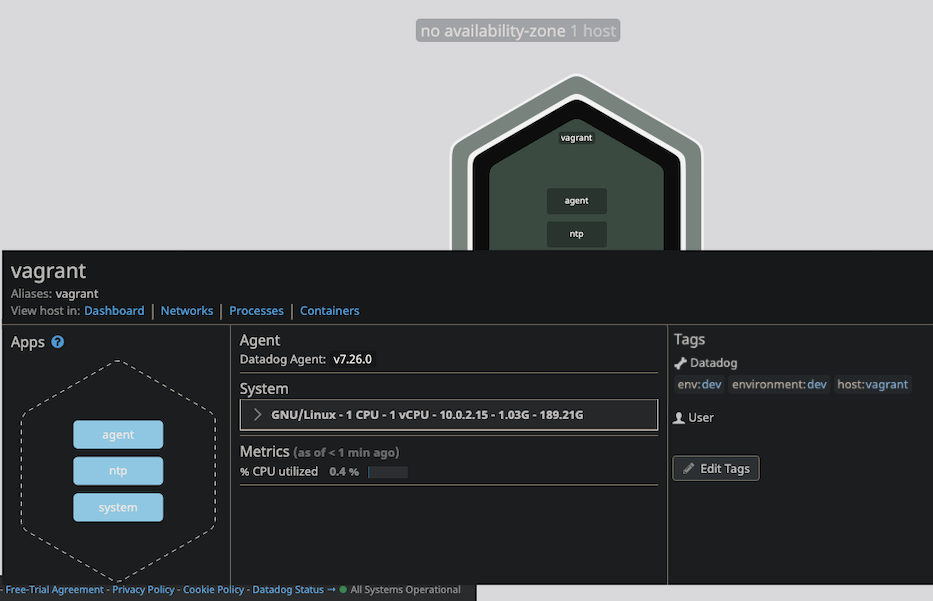 no availability-zone 1 host
vagrant
agent
ntp
vagrant
Aliases: vagrant
View host in: Dashboard | Networks | Processes | Containers
Apps ?
agent
ntp
system
Agent
Datadog Agent: v7.26.0
System
GNU/Linux - 1 CPU - 1 vCPU - 10.0.2.15 - 1.03G - 189.21G
Metrics (as of < 1 min ago)
% CPU utilized 0.4 %
Tags
Datadog
env:dev environment:dev host:vagrant
User
Edit Tags
- Free-Trial Agreement - Privacy Policy - Cookie Policy - Datadog Status → All Systems Operational